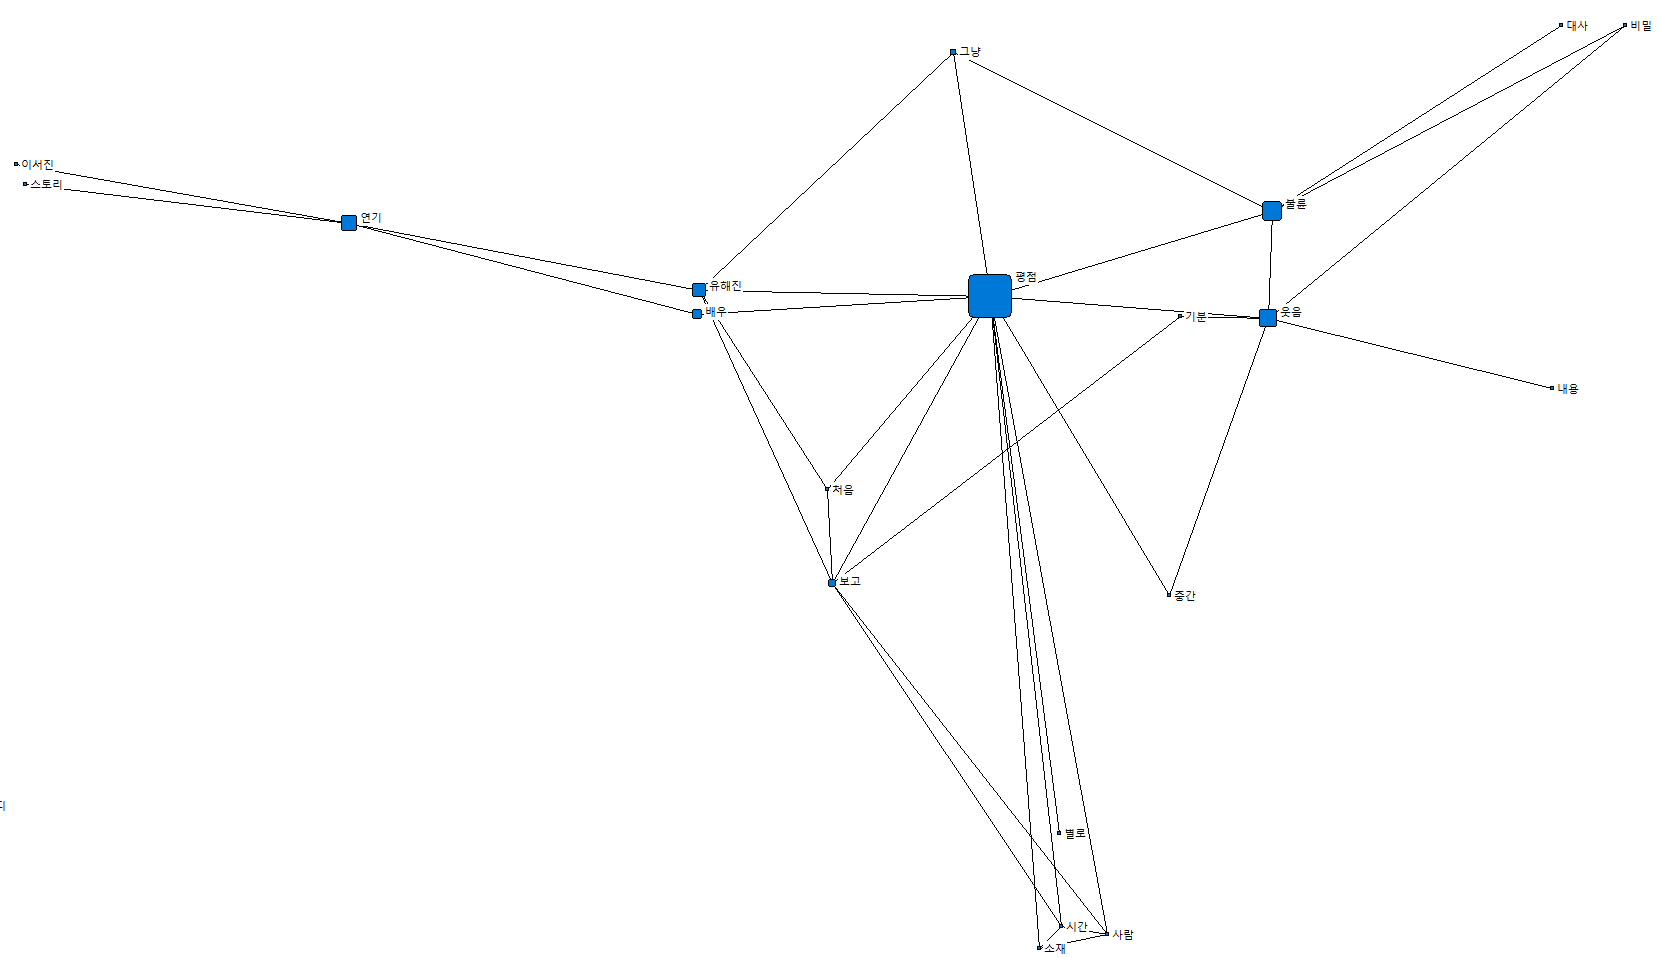 대사
비밀
그냥
이서진
스토리
불륜
연기
평점
유해진
배우
기분
웃음
내용
처음
보고
중간
별로
시간
사람
소재